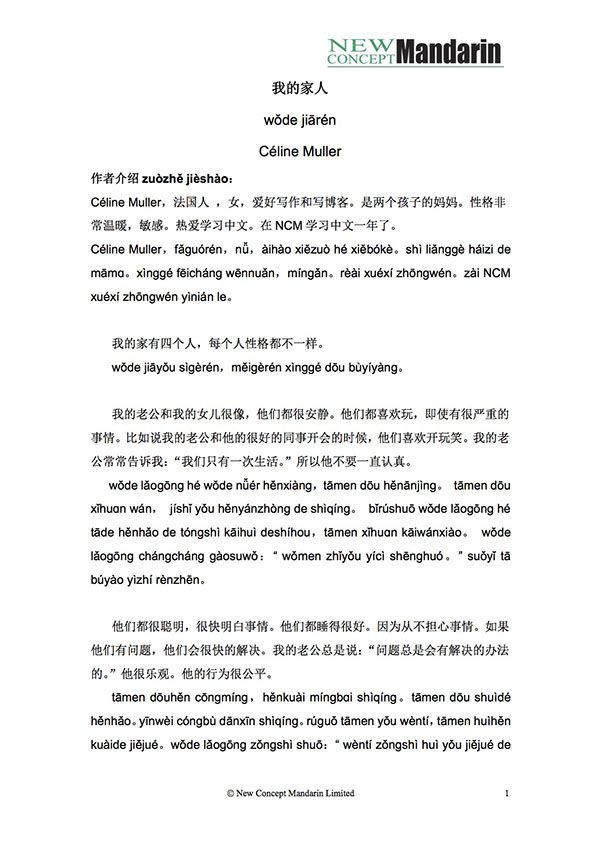 NEW
CONCEPT Mandarin
我的家人
wǒde jiārén
Céline Muller
作者介绍 zuòzhě jièshào：
Céline Muller，法国人 ，女，爱好写作和写博客。是两个孩子的妈妈。性格非
常温暖，敏感。热爱学习中文。在 NCM 学习中文一年了。
Céline Muller，fǎguórén，nǚ，àihào xiězuò hé xiěbókè。shì liǎnggè háizi de
māmɑ。xìnggé fēicháng wēnnuǎn，míngǎn。rèài xuéxí zhōngwén。zài NCM
xuéxí zhōngwén yìnián le。
我的家有四个人，每个人性格都不一样。
wǒde jiāyǒu sìgèrén，měigèrén xìnggé dōu bùyíyàng。
我的老公和我的女儿很像，他们都很安静。他们都喜欢玩，即使有很严重的
事情。比如说我的老公和他的很好的同事开会的时候，他们喜欢开玩笑。我的老
公常常告诉我：“我们只有一次生活。”所以他不要一直认真。
wǒde lǎogōng hé wǒde nǚér hěnxiàng，tāmen dōu hěnānjìng。 tāmen dōu
xǐhuɑn wán， jíshǐ yǒu hěnyánzhòng de shìqíng。 bǐrúshuō wǒde lǎogōng hé
tāde hěnhǎo de tóngshì kāihuì deshíhou，tāmen xǐhuɑn kāiwánxiào。 wǒde
lǎogōng chángcháng gàosuwǒ：“ wǒmen zhǐyǒu yícì shēnghuó。” suǒyǐ tā
búyào yìzhí rènzhēn。
他们都很聪明，很快明白事情。他们都睡得很好。因为从不担心事情。如果
他们有问题，他们会很快的解决。我的老公总是说：“问题总是会有解决的办法
的。”他很乐观。他的行为很公平。
tāmen dōuhěn cōngmíng，hěnkuài míngbɑi shìqíng。tāmen dōu shuìdé
hěnhǎo。yīnwèi cóngbù dānxīn shìqíng。rúguǒ tāmen yǒu wèntí，tāmen huìhěn
kuàide jiějué。wǒde lǎogōng zǒngshì shuō：“ wèntí zǒngshì huì yǒu jiějué de
© New Concept Mandarin Limited 1